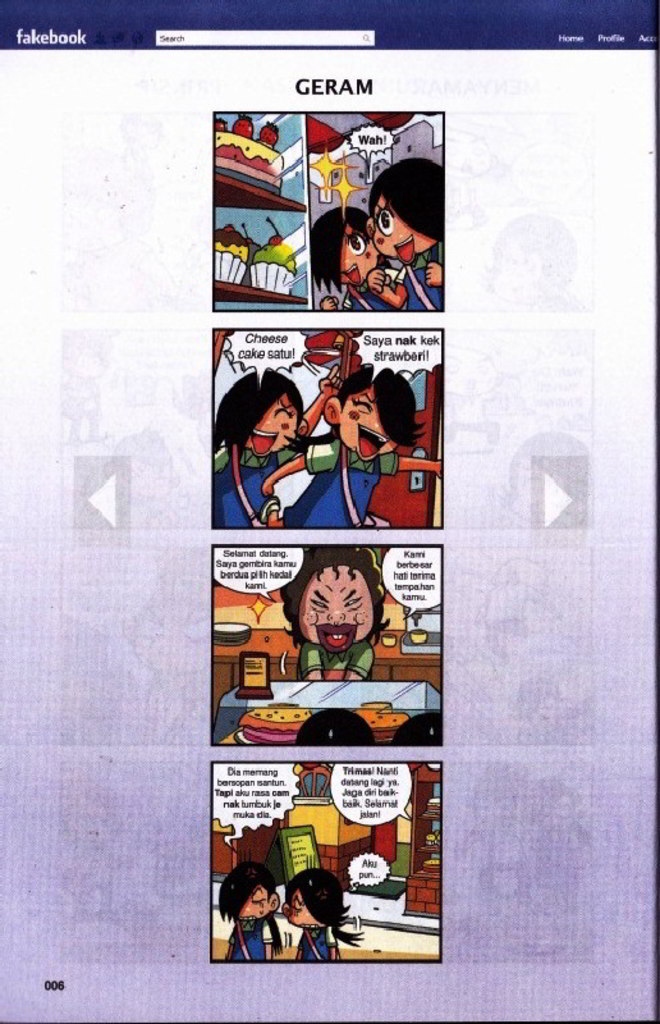 fakebook
Search
Home Profile Acc
GERAM
Wah!
Cheese
cake satu!
Saya nak kek
strawberi!
Selamat datang.
Saya gembira kamu
berdua pilih kedai
kami.
Kami
berbesar
hati terima
tempahan
kamu.
Dia memang
bersopan santun.
Tapi aku rasa cam
nak tumbuk je
muka dia.
Trimas! Nanti
datang lagi ya.
Jaga diri baik-
baik. Selamat
jalan!
Aku
pun...
006